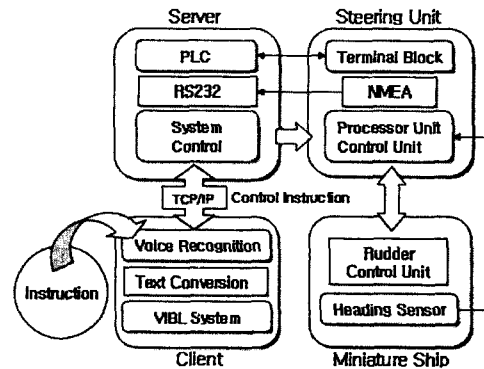 Server
PLC
RS232
System
Control
Steering Unit
Terminal Block
NMEA
Processor Unit
Control Unit
TCP/IP
Control Instruction
Instruction
Voice Recognition
Text Conversion
VIBL System
Client
Rudder
Control Unit
Heading Sensor
Miniature Ship